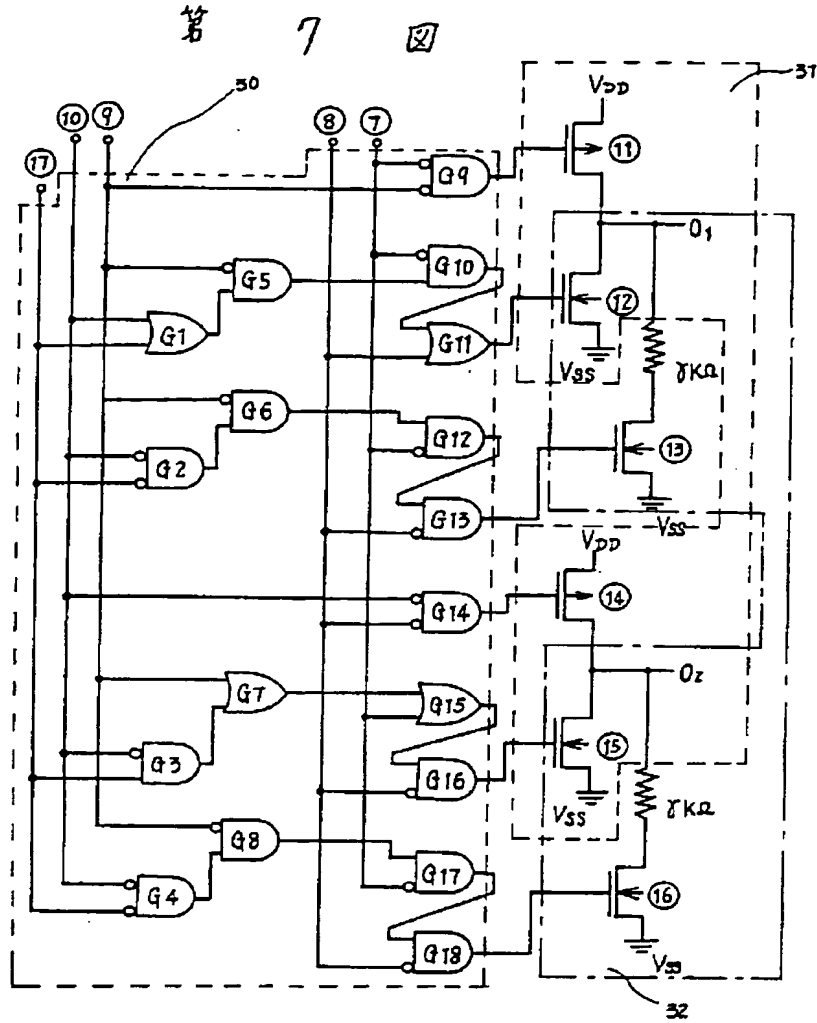 第 7 図
30
31
⑩ ⑨
⑧ ⑦
⑰
VDD
G9
⑪
O1
G10
G5
⑫
G1
G11
VSS
γKΩ
G6
G12
G2
⑬
G13
VSS
VDD
G14
⑭
O2
G7
G15
⑮
G3
G16
VSS
γKΩ
G8
G17
G4
⑯
G18
VSS
32